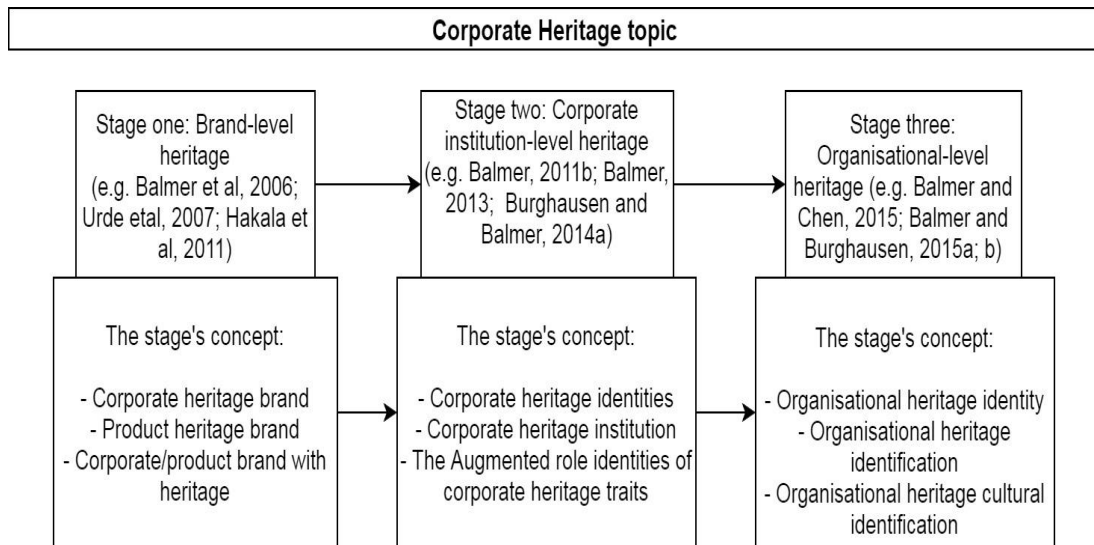 Corporate Heritage topic
Stage one: Brand-level
heritage
(e.g. Balmer et al, 2006;
Urde etal, 2007; Hakala et
al, 2011)
The stage's concept:
- Corporate heritage brand
- Product heritage brand
- Corporate/product brand with
heritage
Stage two: Corporate
institution-level heritage
(e.g. Balmer, 2011b; Balmer,
2013;  Burghausen and
Balmer, 2014a)
The stage's concept:
- Corporate heritage identities
- Corporate heritage institution
- The Augmented role identities of
corporate heritage traits
Stage three:
Organisational-level
heritage (e.g. Balmer and
Chen, 2015; Balmer and
Burghausen, 2015a; b)
The stage's concept:
- Organisational heritage identity
- Organisational heritage
identification
- Organisational heritage cultural
identification